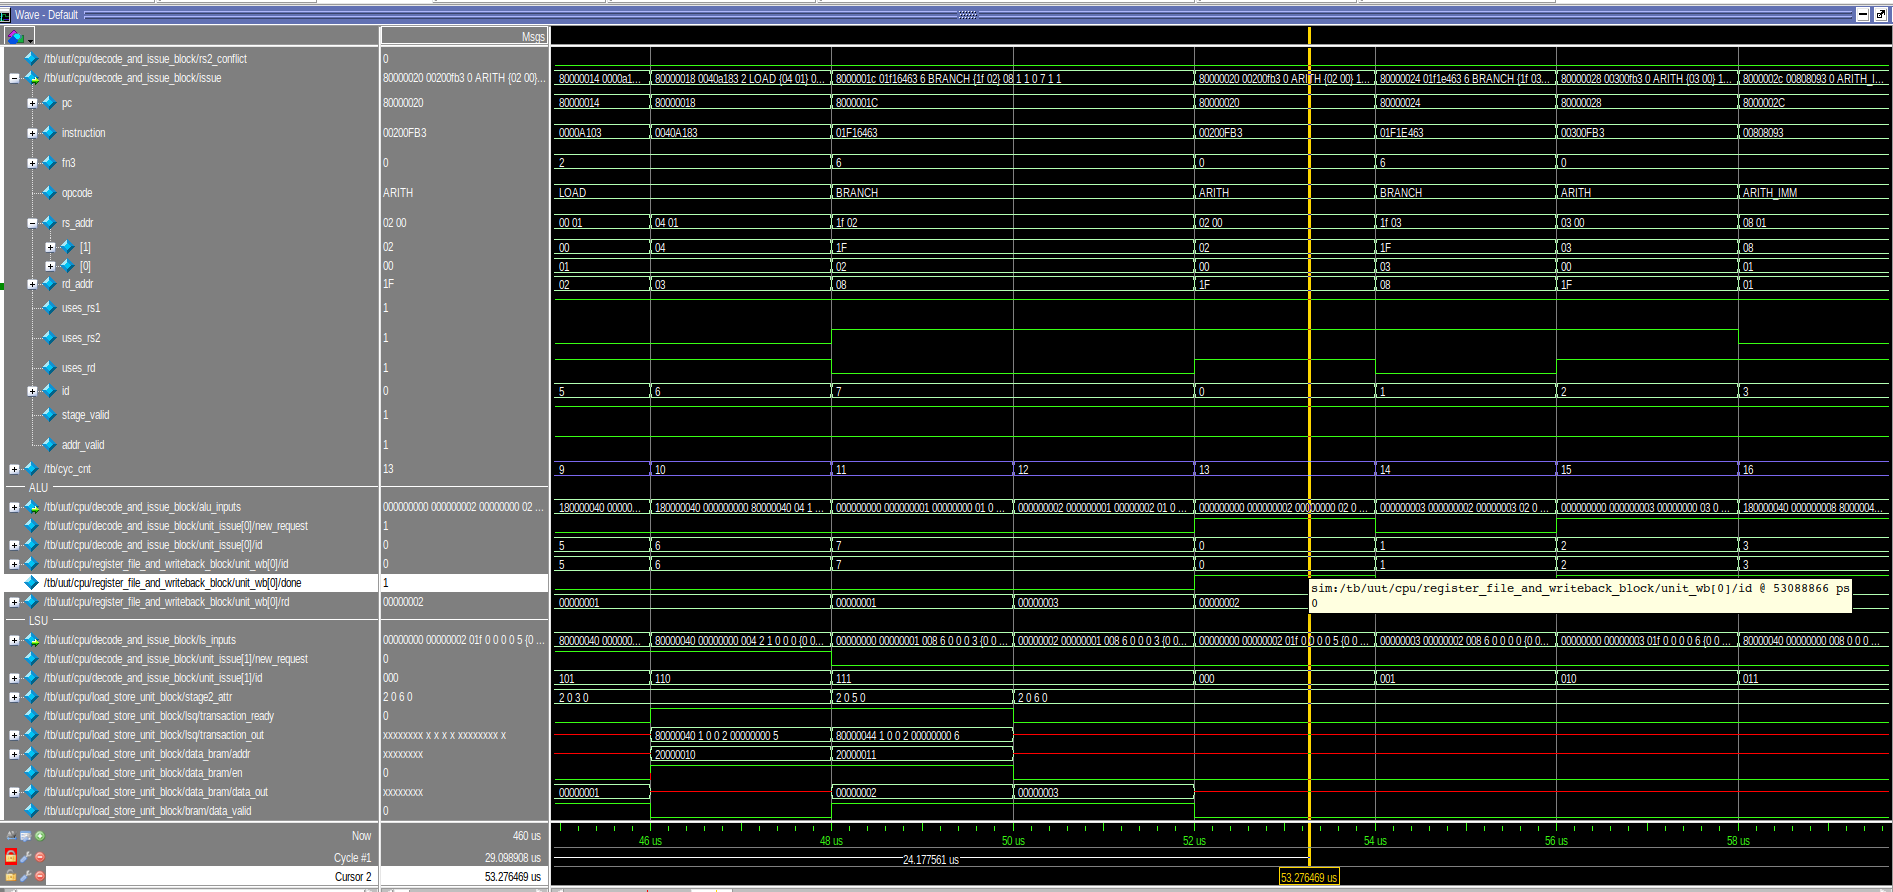 Wave - Default
Msgs
/tb/uut/cpu/decode_and_issue_block/rs2_conflict 0
/tb/uut/cpu/decode_and_issue_block/issue 80000020 00200fb3 0 ARITH {02 00}... 80000014 0000a1... 80000018 0040a183 2 LOAD {04 01} 0... 8000001c 01f16463 6 BRANCH {1f 02} 08 1 1 0 7 1 1 80000020 00200fb3 0 ARITH {02 00} 1... 80000024 01f1e463 6 BRANCH {1f 03... 80000028 00300fb3 0 ARITH {03 00} 1... 8000002c 00808093 0 ARITH_I...
pc 80000020 80000014 80000018 8000001C 80000020 80000024 80000028 8000002C
instruction 00200FB3 0000A103 0040A183 01F16463 00200FB3 01F1E463 00300FB3 00808093
fn3 0 2 6 0 6 0
opcode ARITH LOAD BRANCH ARITH BRANCH ARITH ARITH_IMM
rs_addr 02 00 00 01 04 01 1f 02 02 00 1f 03 03 00 08 01
[1] 02 00 04 1F 02 1F 03 08
[0] 00 01 02 00 03 00 01
rd_addr 1F 02 03 08 1F 08 1F 01
uses_rs1 1
uses_rs2 1
uses_rd 1
id 0 5 6 7 0 1 2 3
stage_valid 1
addr_valid 1
/tb/cyc_cnt 13 9 10 11 12 13 14 15 16
ALU
/tb/uut/cpu/decode_and_issue_block/alu_inputs 000000000 000000002 00000000 02 ... 180000040 00000... 180000040 000000000 80000040 04 1 ... 000000000 000000001 00000000 01 0 ... 000000002 000000001 00000002 01 0 ... 000000000 000000002 00000000 02 0 ... 000000003 000000002 00000003 02 0 ... 000000000 000000003 00000000 03 0 ... 180000040 000000008 8000004...
/tb/uut/cpu/decode_and_issue_block/unit_issue[0]/new_request 1
/tb/uut/cpu/decode_and_issue_block/unit_issue[0]/id 0 5 6 7 0 1 2 3
/tb/uut/cpu/register_file_and_writeback_block/unit_wb[0]/id 0 5 6 7 0 1 2 3
/tb/uut/cpu/register_file_and_writeback_block/unit_wb[0]/done 1
sim:/tb/uut/cpu/register_file_and_writeback_block/unit_wb[0]/id @ 53088866 ps
0
/tb/uut/cpu/register_file_and_writeback_block/unit_wb[0]/rd 00000002 00000001 00000001 00000003 00000002
LSU
/tb/uut/cpu/decode_and_issue_block/ls_inputs 00000000 00000002 01f 0 0 0 0 5 {0 ... 80000040 000000... 80000040 00000000 004 2 1 0 0 0 {0 0... 00000000 00000001 008 6 0 0 0 3 {0 0 ... 00000002 00000001 008 6 0 0 0 3 {0 0 ... 00000000 00000002 01f 0 0 0 0 5 {0 0 ... 00000003 00000002 008 6 0 0 0 0 {0 0 ... 00000000 00000003 01f 0 0 0 0 6 {0 0 ... 80000040 00000000 008 0 0 0 ...
/tb/uut/cpu/decode_and_issue_block/unit_issue[1]/new_request 0
/tb/uut/cpu/decode_and_issue_block/unit_issue[1]/id 000 101 110 111 000 001 010 011
/tb/uut/cpu/load_store_unit_block/stage2_attr 2 0 6 0 2 0 3 0 2 0 5 0 2 0 6 0
/tb/uut/cpu/load_store_unit_block/lsq/transaction_ready 0
/tb/uut/cpu/load_store_unit_block/lsq/transaction_out xxxxxxxx x x x x xxxxxxxx x 80000040 1 0 0 2 00000000 5 80000044 1 0 0 2 00000000 6
/tb/uut/cpu/load_store_unit_block/data_bram/addr xxxxxxxx 20000010 20000011
/tb/uut/cpu/load_store_unit_block/data_bram/en 0
/tb/uut/cpu/load_store_unit_block/data_bram/data_out xxxxxxxx 00000001 00000002 00000003
/tb/uut/cpu/load_store_unit_block/bram/data_valid 0
Now 460 us 46 us 48 us 50 us 52 us 54 us 56 us 58 us
Cycle #1 29.098908 us 24.177561 us
Cursor 2 53.276469 us 53.276469 us